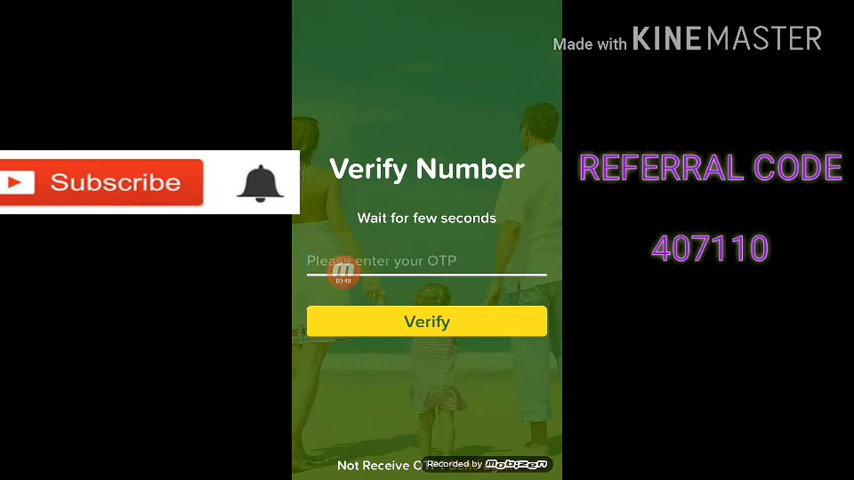 Made with KINEMASTER
Subscribe
Verify Number
REFERRAL CODE
Wait for few seconds
407110
Please enter your OTP
Verify
Not Receive
Recorded by mobizen